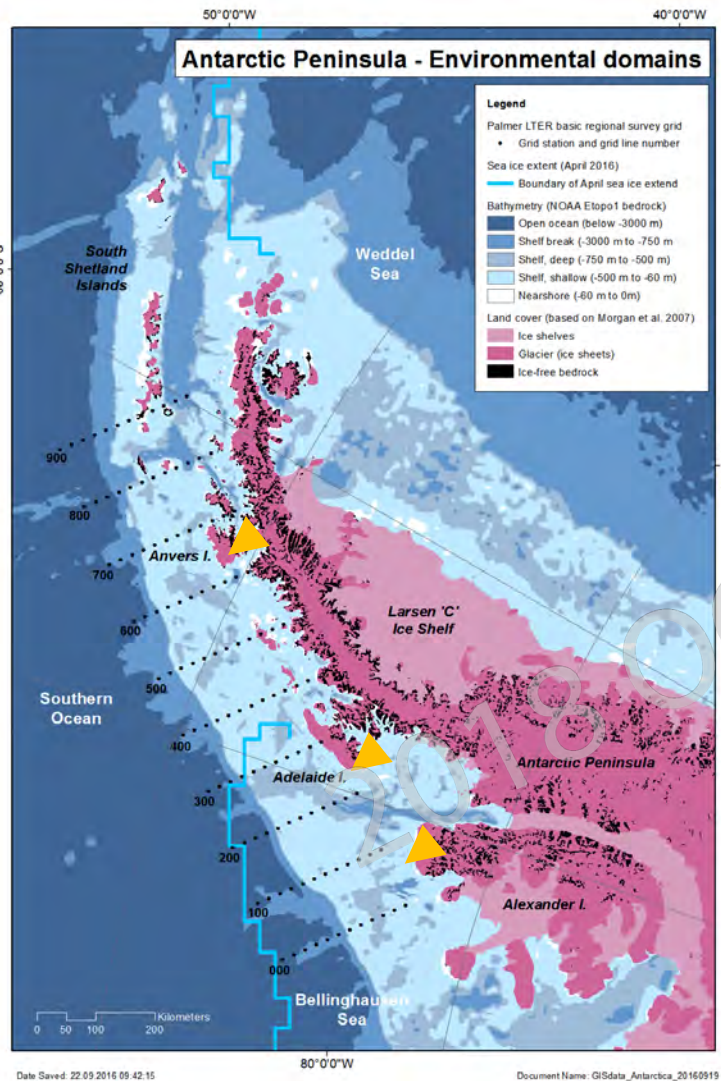 50°0'0"W
40°0'0"W
Antarctic Peninsula - Environmental domains
Legend
Palmer LTER basic regional survey grid
Grid station and grid line number
Sea ice extent (April 2016)
Boundary of April sea ice extend
Bathymetry (NOAA Etopo1 bedrock)
Open ocean (below -3000 m)
Shelf break (-3000 m to -750 m
Shelf, deep (-750 m to -500 m)
Shelf, shallow (-500 m to -60 m)
Nearshore (-60 m to 0m)
Land cover (based on Morgan et al. 2007)
Ice shelves
Glacier (ice sheets)
Ice-free bedrock
South
Shetland
Islands
Weddel
Sea
900
800
700
Anvers I.
600
Larsen 'C'
Ice Shelf
500
Southern
Ocean
400
Antarctic Peninsula
Adelaide I.
300
200
100
Alexander I.
000
Bellinghausen
Sea
0 50 100 200
Kilometers
80°0'0"W
2018
Date Saved: 22.09.2016 09:42:15
Document Name: GISdata_Antarctica_20160919